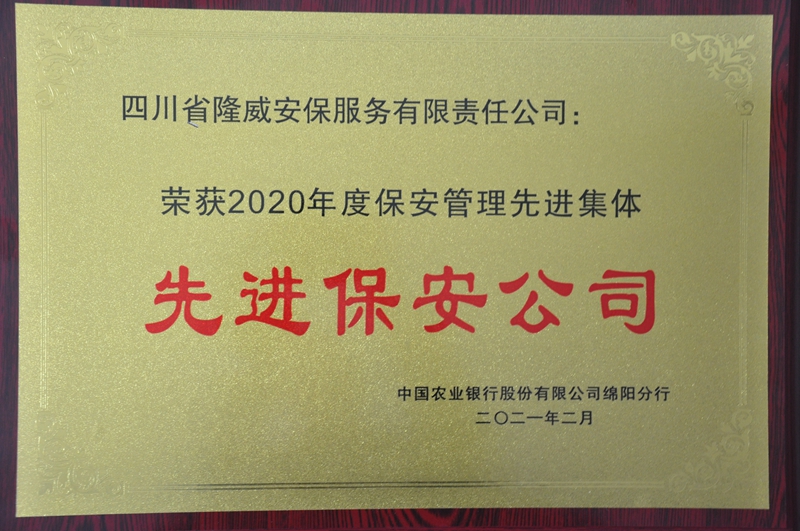 四川省隆威安保服务有限责任公司：
荣获2020年度保安管理先进集体
先进保安公司
中国农业银行股份有限公司绵阳分行
二〇二一年二月